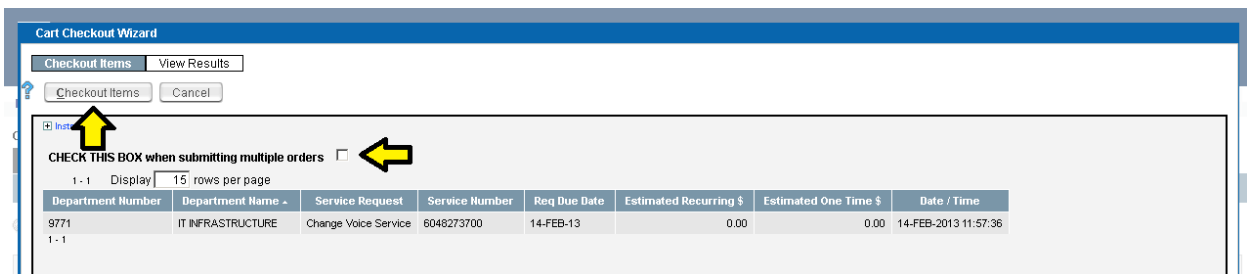 Cart Checkout Wizard
Checkout Items View Results
? Checkout Items Cancel
CHECK THIS BOX when submitting multiple orders
1 - 1 Display 15 rows per page
Department Number Department Name Service Request Service Number Req Due Date Estimated Recurring $ Estimated One Time $ Date / Time
9771 IT INFRASTRUCTURE Change Voice Service 6048273700 14-FEB-13 0.00 0.00 14-FEB-2013 11:57:36
1 - 1